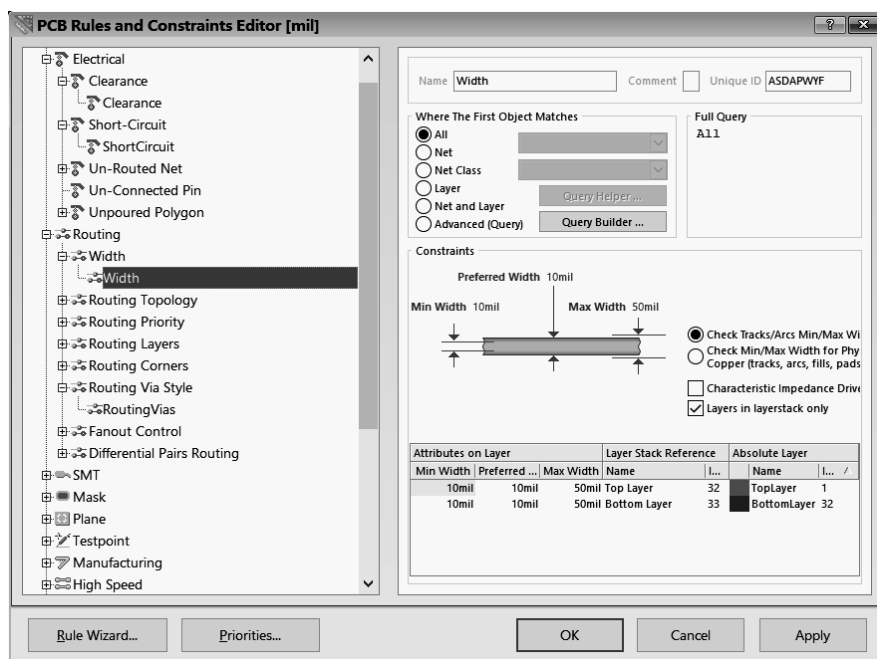 PCB Rules and Constraints Editor [mil]
Electrical
Clearance
Clearance
Short-Circuit
ShortCircuit
Un-Routed Net
Un-Connected Pin
Unpoured Polygon
Routing
Width
Width
Routing Topology
Routing Priority
Routing Layers
Routing Corners
Routing Via Style
RoutingVias
Fanout Control
Differential Pairs Routing
SMT
Mask
Plane
Testpoint
Manufacturing
High Speed
Name Width Comment Unique ID ASDAPWYF
Where The First Object Matches
All
Net
Net Class
Layer
Net and Layer
Advanced (Query)
Query Helper ...
Query Builder ...
Full Query
All
Constraints
Preferred Width 10mil
Min Width 10mil Max Width 50mil
Check Tracks/Arcs Min/Max Wi
Check Min/Max Width for Phy
Copper (tracks, arcs, fills, pads
Characteristic Impedance Drive
Layers in layerstack only
Attributes on Layer Layer Stack Reference Absolute Layer
Min Width Preferred ... Max Width Name I... Name I...
10mil 10mil 50mil Top Layer 32 TopLayer 1
10mil 10mil 50mil Bottom Layer 33 BottomLayer 32
Rule Wizard... Priorities... OK Cancel Apply